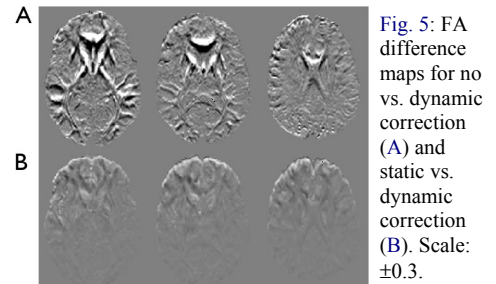 A
B
Fig. 5: FA
difference
maps for no
vs. dynamic
correction
(A) and
static vs.
dynamic
correction
(B). Scale:
±0.3.